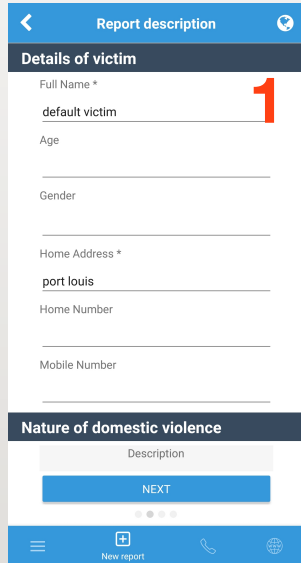 Report description
Details of victim
Full Name *
1
default victim
Age
Gender
Home Address *
port louis
Home Number
Mobile Number
Nature of domestic violence
Description
NEXT
New report